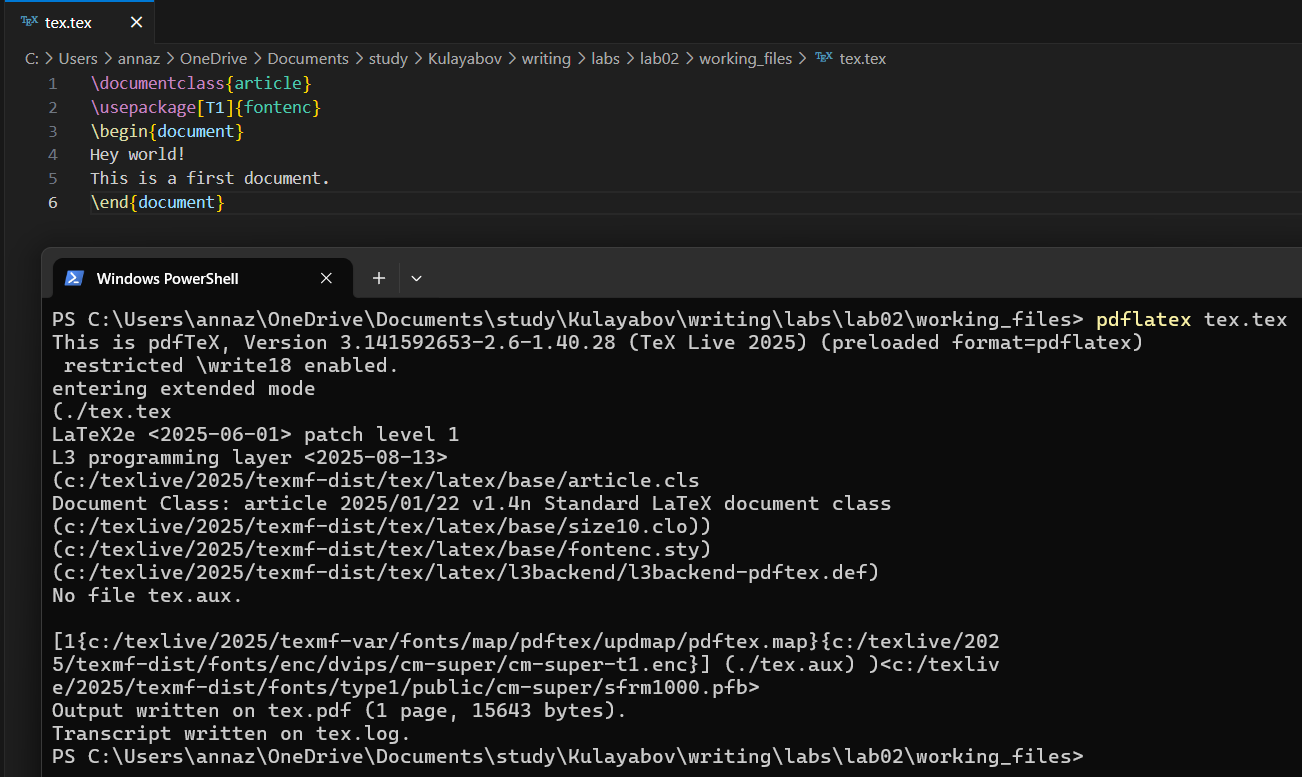 TEX tex.tex
C: > Users > annaz > OneDrive > Documents > study > Kulayabov > writing > labs > lab02 > working_files > TEX tex.tex
1 \documentclass{article}
2 \usepackage[T1]{fontenc}
3 \begin{document}
4 Hey world!
5 This is a first document.
6 \end{document}
Windows PowerShell
PS C:\Users\annaz\OneDrive\Documents\study\Kulayabov\writing\labs\lab02\working_files> pdflatex tex.tex
This is pdfTeX, Version 3.141592653-2.6-1.40.28 (TeX Live 2025) (preloaded format=pdflatex)
 restricted \write18 enabled.
entering extended mode
(./tex.tex
LaTeX2e <2025-06-01> patch level 1
L3 programming layer <2025-08-13>
(c:/texlive/2025/texmf-dist/tex/latex/base/article.cls
Document Class: article 2025/01/22 v1.4n Standard LaTeX document class
(c:/texlive/2025/texmf-dist/tex/latex/base/size10.clo))
(c:/texlive/2025/texmf-dist/tex/latex/base/fontenc.sty)
(c:/texlive/2025/texmf-dist/tex/latex/l3backend/l3backend-pdftex.def)
No file tex.aux.
[1{c:/texlive/2025/texmf-var/fonts/map/pdftex/updmap/pdftex.map}{c:/texlive/202
5/texmf-dist/fonts/enc/dvips/cm-super/cm-super-t1.enc}] (./tex.aux) )<c:/texliv
e/2025/texmf-dist/fonts/type1/public/cm-super/sfrm1000.pfb>
Output written on tex.pdf (1 page, 15643 bytes).
Transcript written on tex.log.
PS C:\Users\annaz\OneDrive\Documents\study\Kulayabov\writing\labs\lab02\working_files>